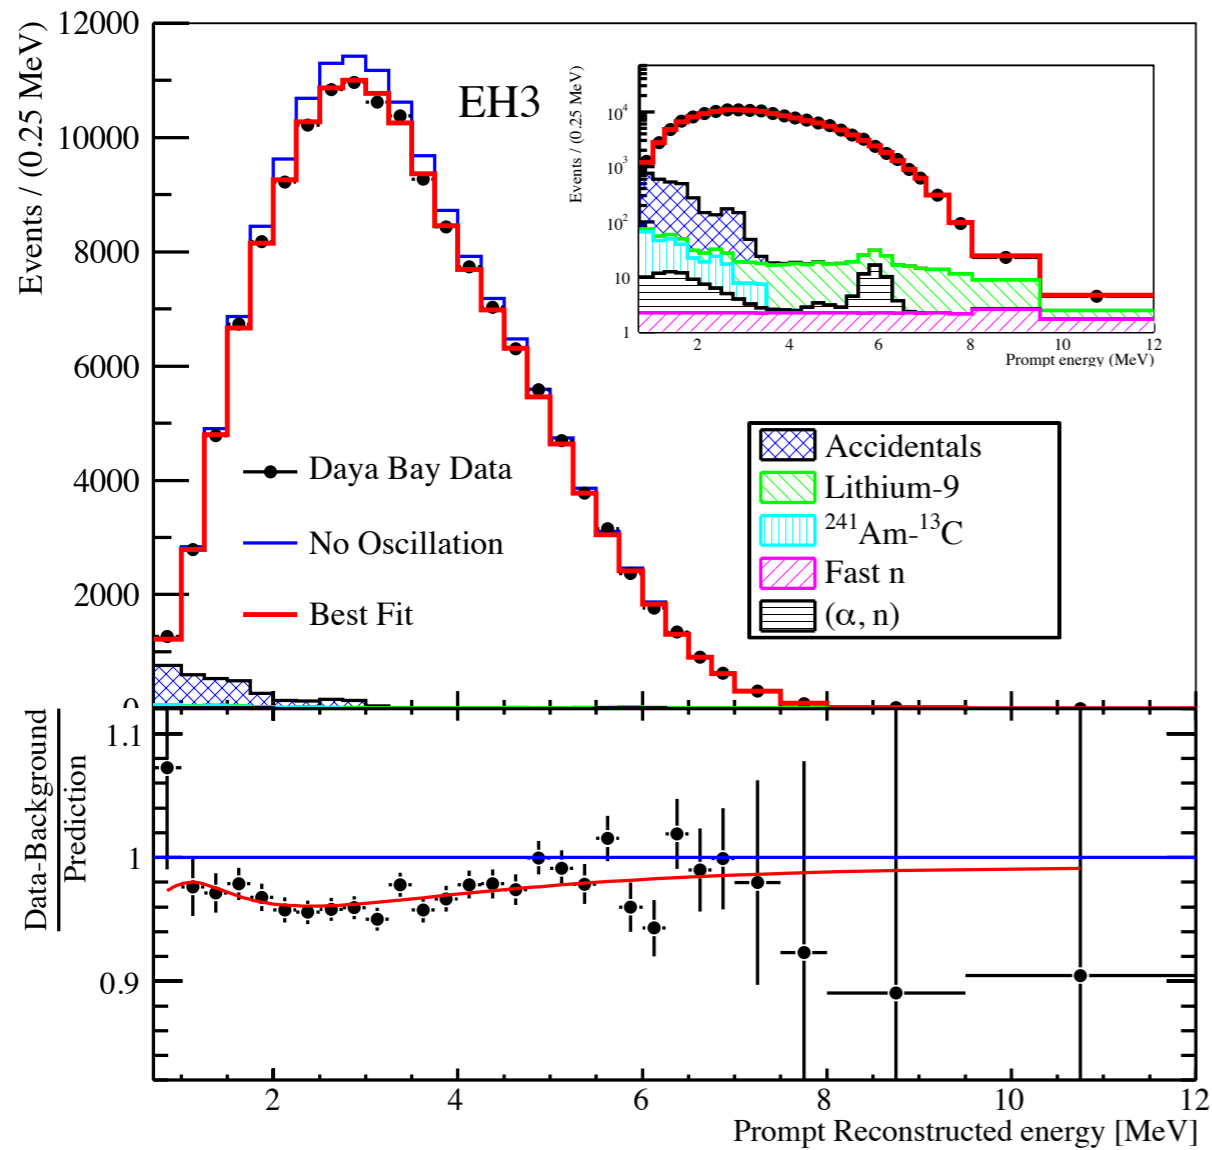 Events / (0.25 MeV)
12000
10000
8000
6000
4000
2000
0
EH3
Daya Bay Data
No Oscillation
Best Fit
Events / (0.25 MeV)
10⁴
10³
10²
10
1
2 4 6 8 10 12
Prompt energy (MeV)
Accidentals
Lithium-9
²⁴¹Am-¹³C
Fast n
(α, n)
Data-Background
Prediction
1.1
1
0.9
2 4 6 8 10 12
Prompt Reconstructed energy [MeV]